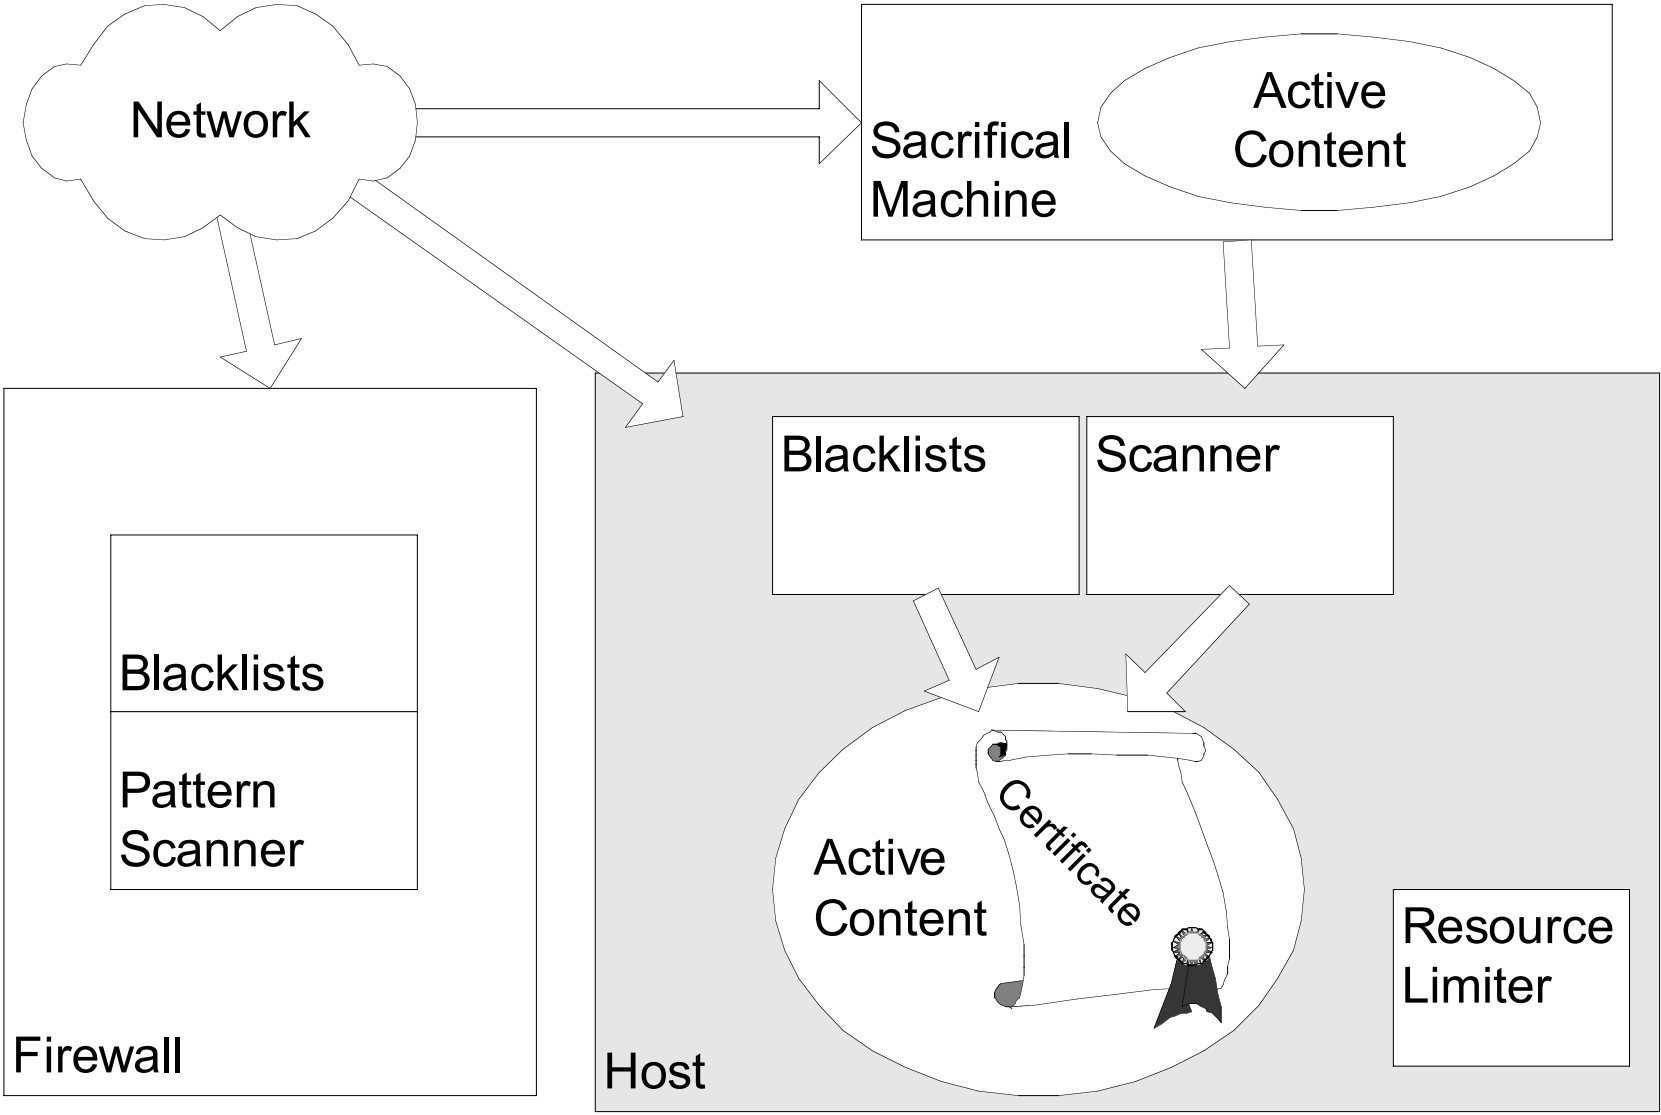 Network
Sacrifical
Machine
Active
Content
Blacklists
Scanner
Blacklists
Pattern
Scanner
Firewall
Active
Content
Certificate
Resource
Limiter
Host